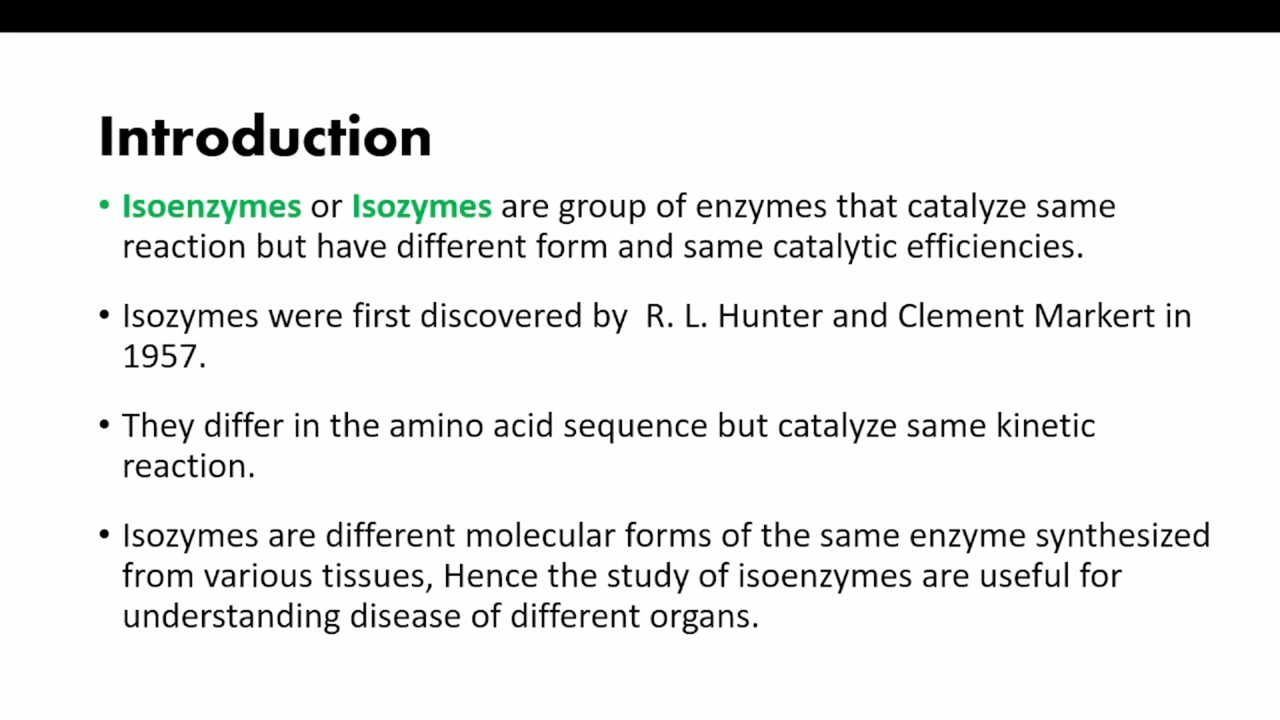 Introduction
• Isoenzymes or Isozymes are group of enzymes that catalyze same
reaction but have different form and same catalytic efficiencies.
• Isozymes were first discovered by  R. L. Hunter and Clement Markert in
1957.
• They differ in the amino acid sequence but catalyze same kinetic
reaction.
• Isozymes are different molecular forms of the same enzyme synthesized
from various tissues, Hence the study of isoenzymes are useful for
understanding disease of different organs.